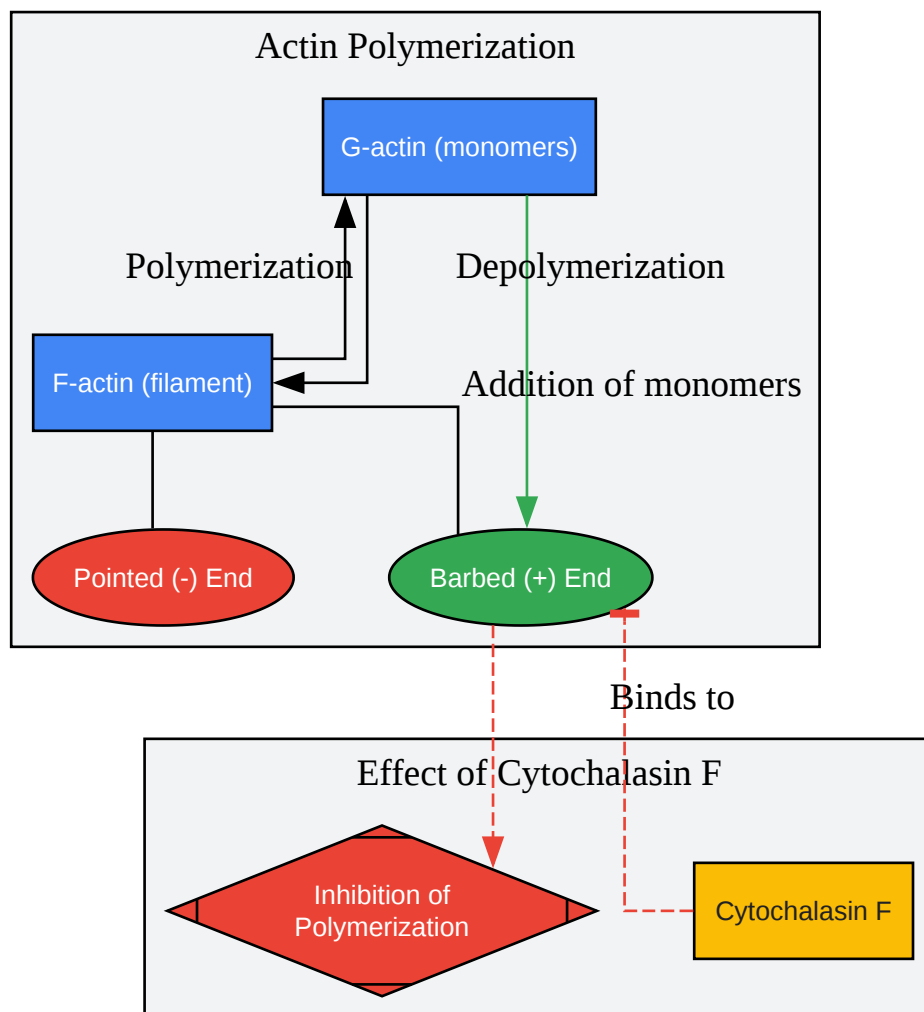 Actin Polymerization
G-actin (monomers)
Polymerization
Depolymerization
F-actin (filament)
Addition of monomers
Pointed (-) End
Barbed (+) End
Binds to
Effect of Cytochalasin F
Inhibition of
Polymerization
Cytochalasin F